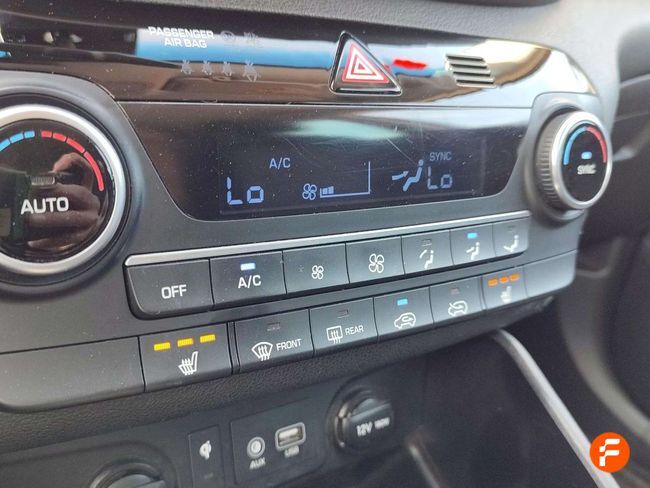 PASSENGER
AIR BAG
A/C
SYNC
Lo
Lo
AUTO
SYNC
OFF
A/C
FRONT
REAR
AUX
USB
12V